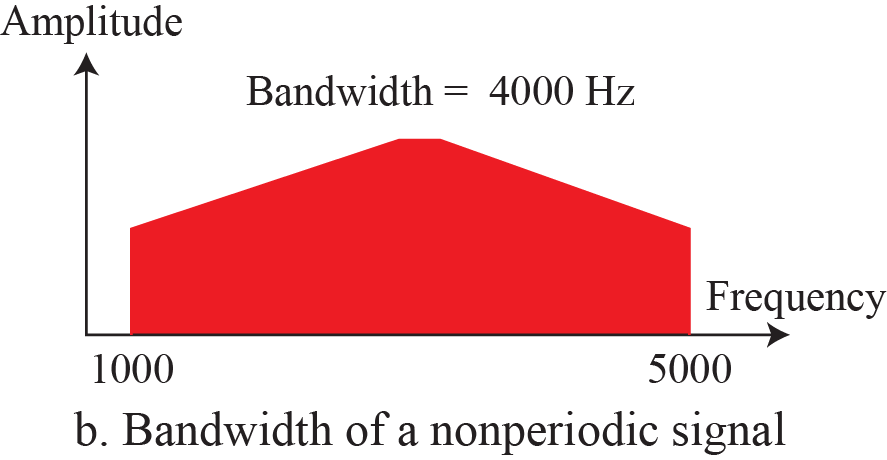 Amplitude
Bandwidth = 4000 Hz
Frequency
1000 5000
b. Bandwidth of a nonperiodic signal